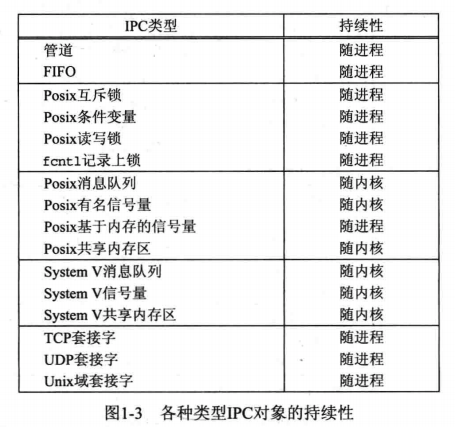 IPC类型 持续性
管道 随进程
FIFO 随进程
Posix互斥锁 随进程
Posix条件变量 随进程
Posix读写锁 随进程
fcntl记录上锁 随进程
Posix消息队列 随内核
Posix有名信号量 随内核
Posix基于内存的信号量 随进程
Posix共享内存区 随内核
System V消息队列 随内核
System V信号量 随内核
System V共享内存区 随内核
TCP套接字 随进程
UDP套接字 随进程
Unix域套接字 随进程
图1-3 各种类型IPC对象的持续性